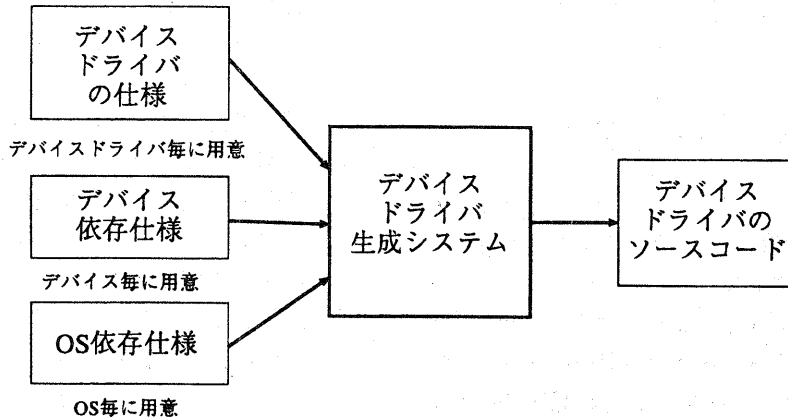 デバイス
ドライバ
の仕様
デバイスドライバ毎に用意
デバイス
依存仕様
デバイス毎に用意
OS依存仕様
OS毎に用意
デバイス
ドライバ
生成システム
デバイス
ドライバの
ソースコード